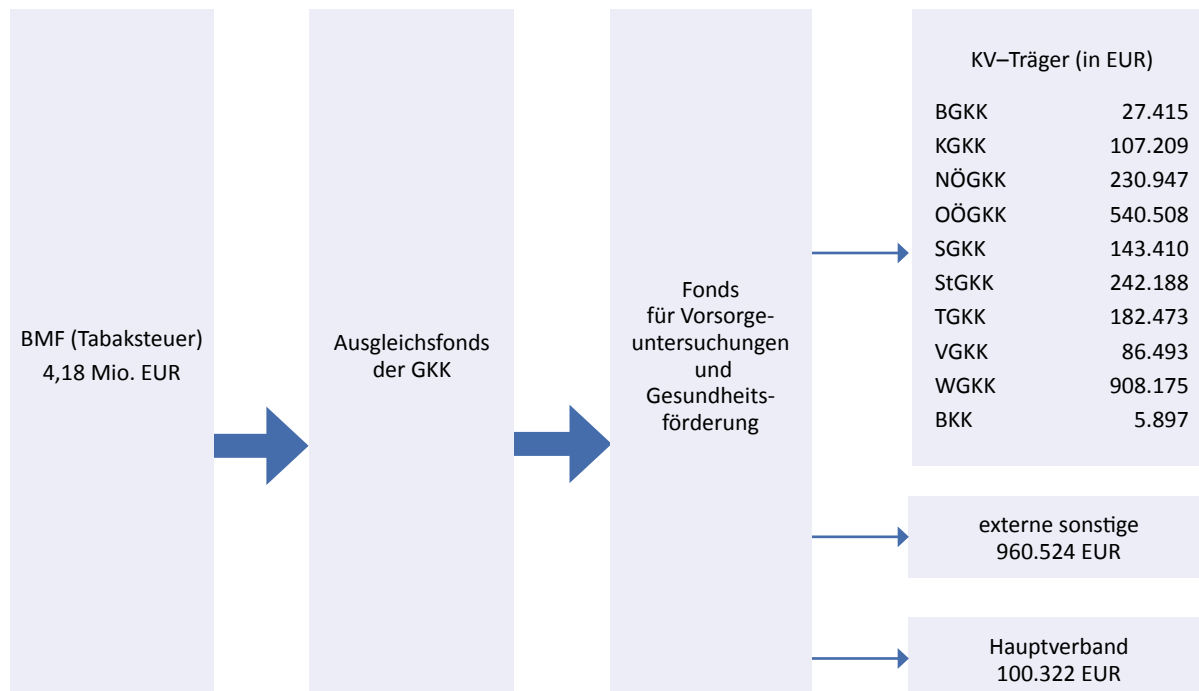 BMF (Tabaksteuer)
4,18 Mio. EUR
Ausgleichsfonds
der GKK
Fonds
für Vorsorge-
untersuchungen
und
Gesundheits-
förderung
KV–Träger (in EUR)
BGKK 27.415
KGKK 107.209
NÖGKK 230.947
OÖGKK 540.508
SGKK 143.410
StGKK 242.188
TGKK 182.473
VGKK 86.493
WGKK 908.175
BKK 5.897
externe sonstige
960.524 EUR
Hauptverband
100.322 EUR